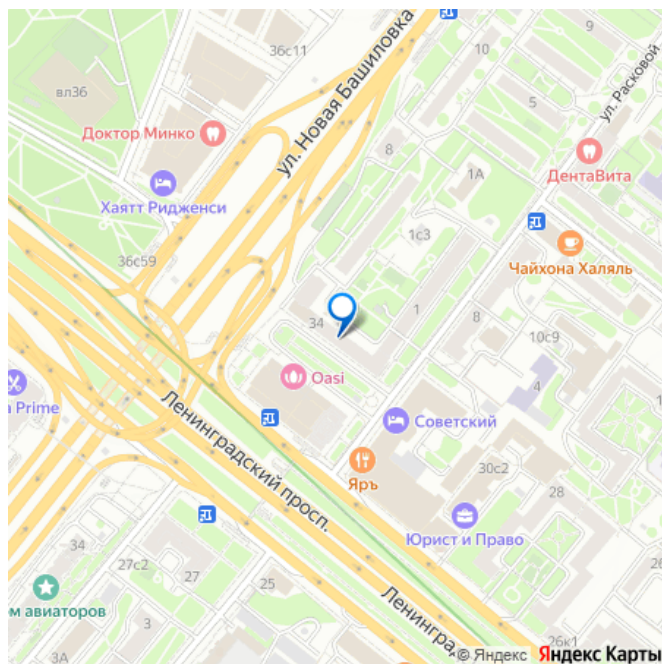 36с11
10
вл36
ул. Новая Башиловка
ул. Расковой
5
Доктор Минко
8
1А
ДентаВита
Хаятт Ридженси
1с3
Чайхона Халяль
36с59
34
1
8
10с9
Oasi
4
a Prime
Советский
Ленинградский просп.
Яръ
30с2
28
Юрист и Право
34
27с2
25
26
ом авиаторов
3
Ленингра
3А
26к1
© Яндекс Яндекс Карты